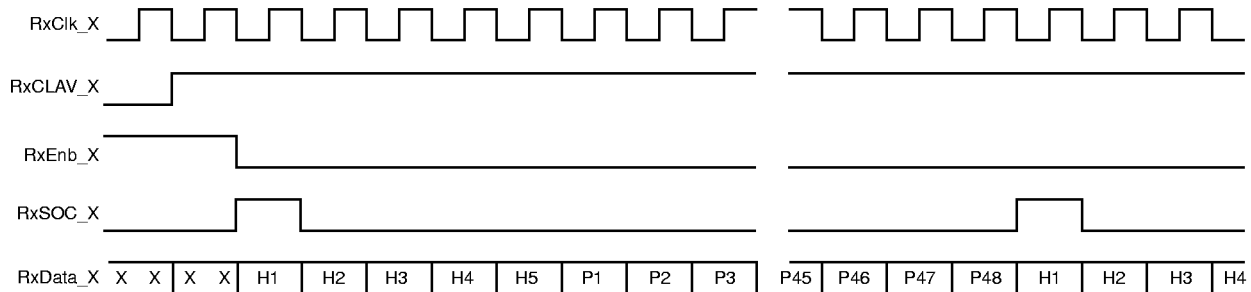 RxClk_X
RxCLAV_X
RxEnb_X
RxSOC_X
RxData_X X X X X H1 H2 H3 H4 H5 P1 P2 P3 P45 P46 P47 P48 H1 H2 H3 H4